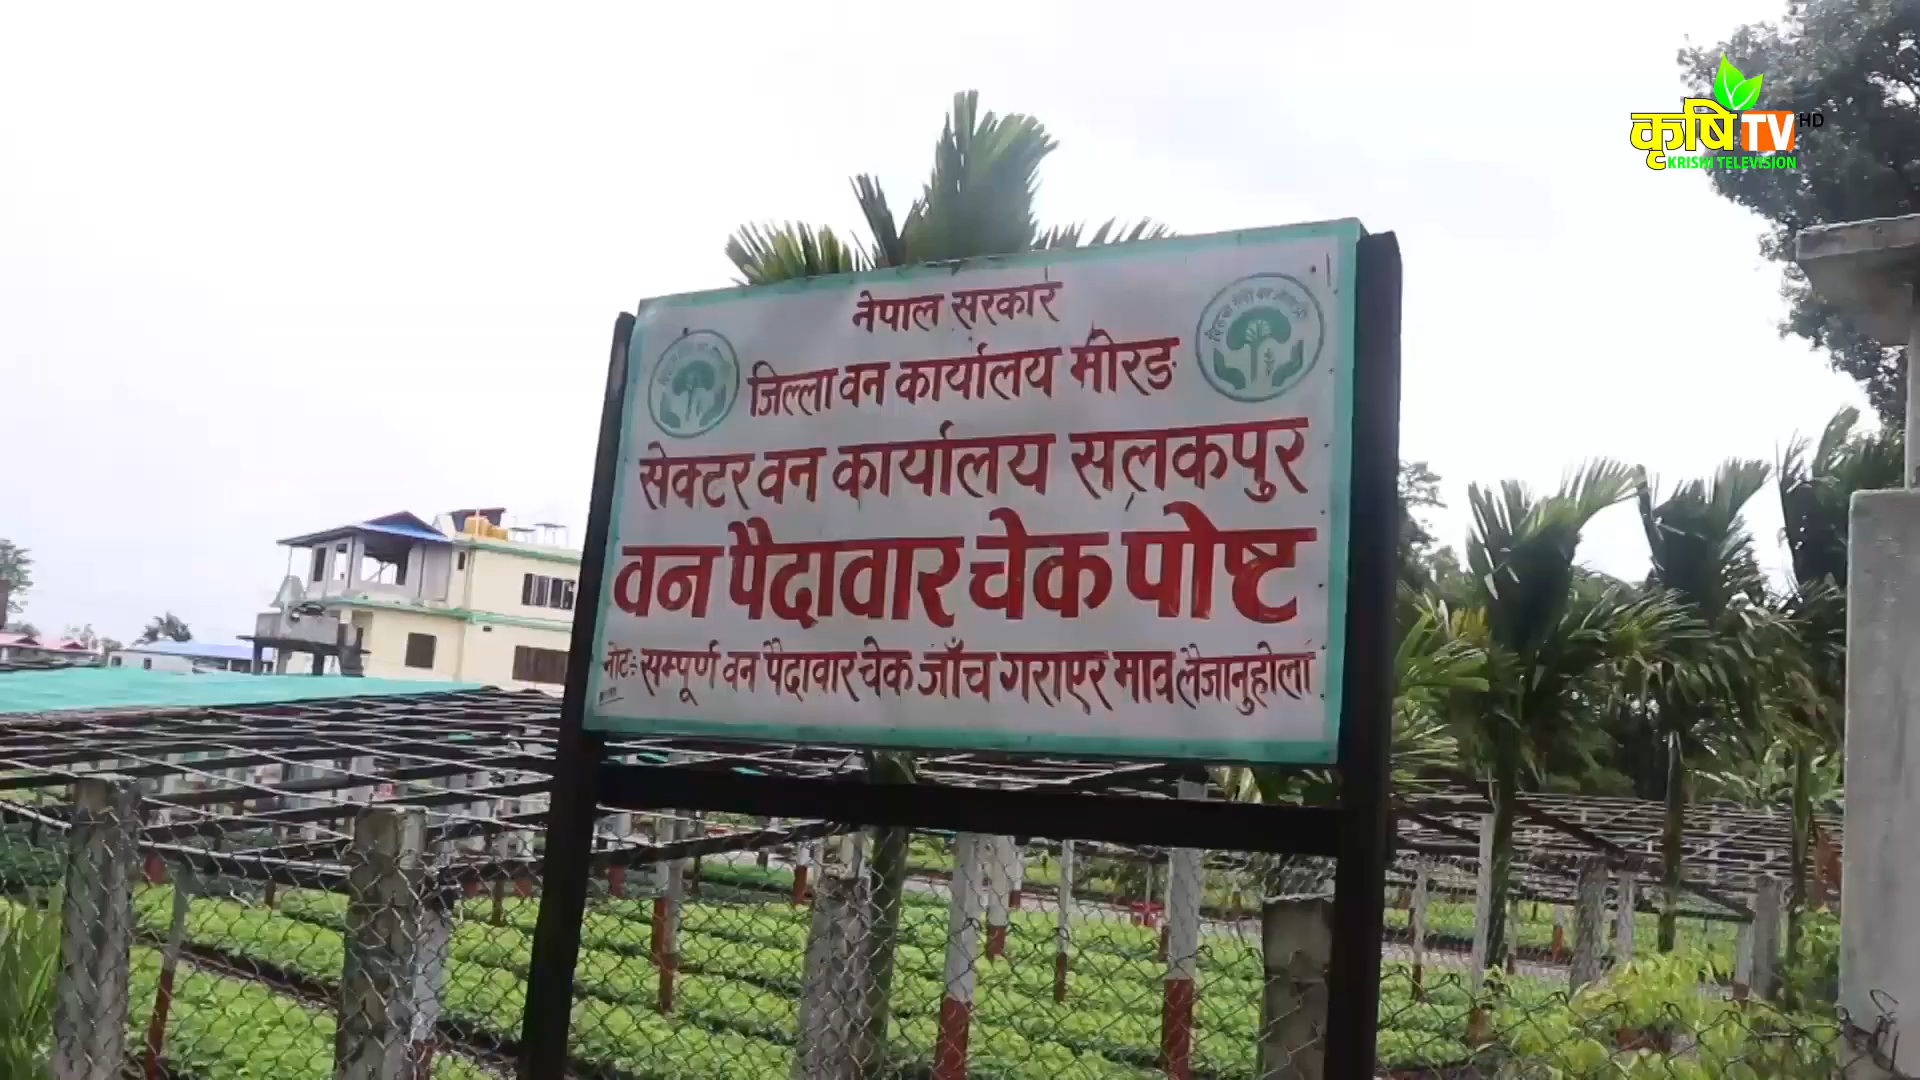 कृषि TV HD
KRISHI TELEVISION
नेपाल सरकार
जिल्ला वन कार्यालय मोरङ
सेक्टर वन कार्यालय सलकपुर
वन पैदावार चेक पोष्ट
नोट:- सम्पूर्ण वन पैदावार चेक जाँच गराएर मात्र लैजानुहोला